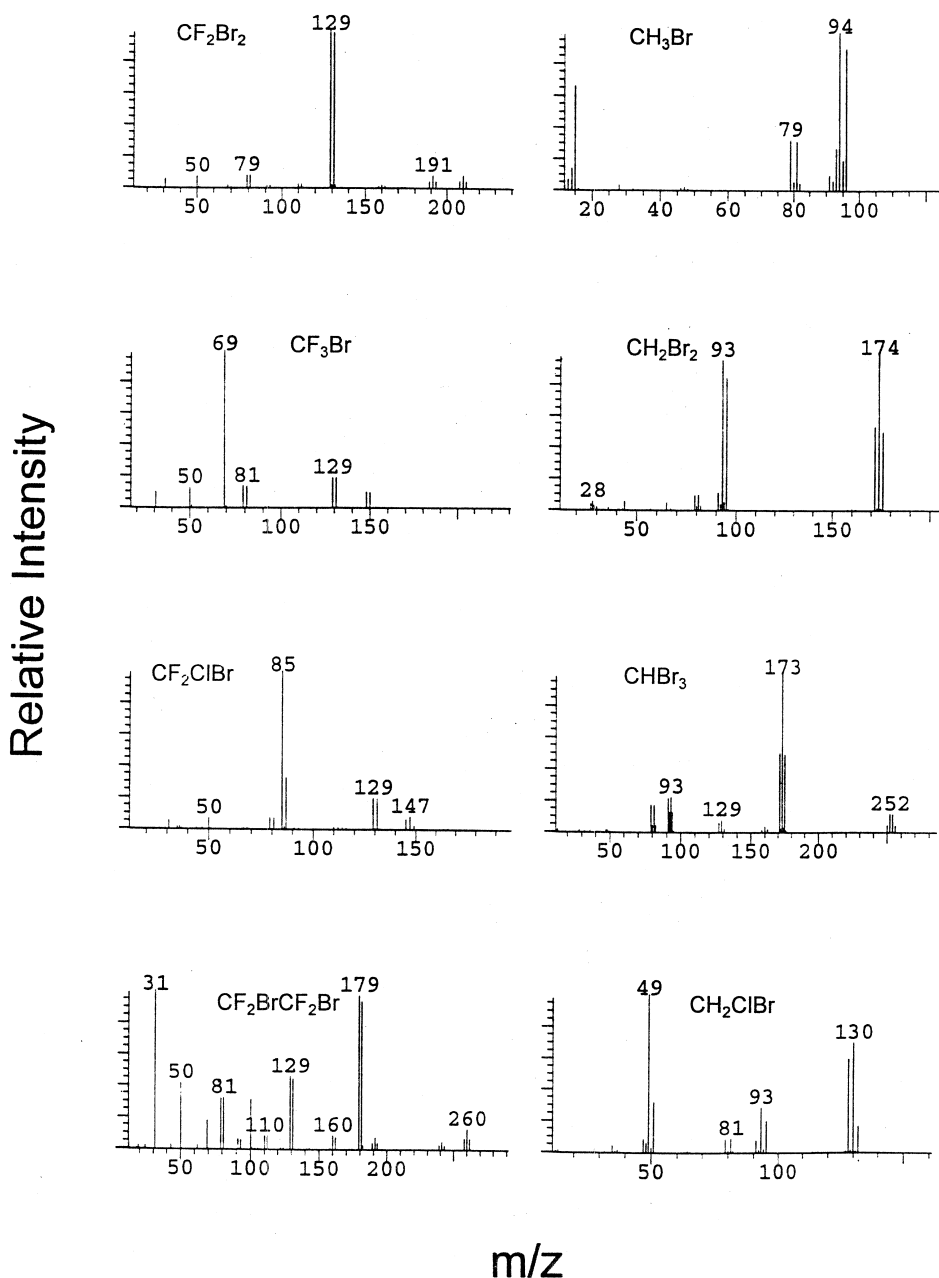 CF₂Br₂
129
50
79
191
50 100 150 200
CH₃Br
94
79
20 40 60 80 100
CF₃Br
69
50
81
129
50 100 150
CH₂Br₂
93
174
28
50 100 150
CF₂ClBr
85
50
129
147
50 100 150
CHBr₃
173
93
129
252
50 100 150 200
CF₂BrCF₂Br
31
179
50
81
129
110
160
260
50 100 150 200
CH₂ClBr
49
130
93
81
50 100
Relative Intensity
m/z